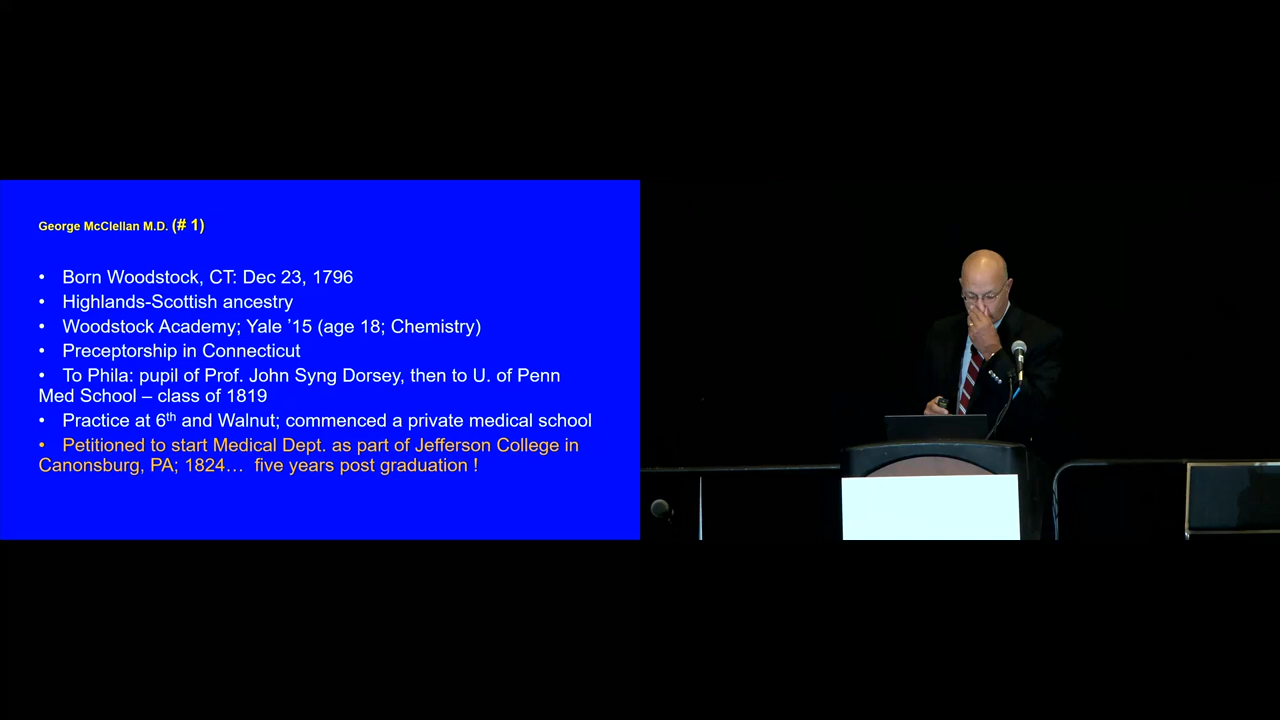 George McClellan M.D. (# 1)
• Born Woodstock, CT: Dec 23, 1796
• Highlands-Scottish ancestry
• Woodstock Academy; Yale ’15 (age 18; Chemistry)
• Preceptorship in Connecticut
• To Phila: pupil of Prof. John Syng Dorsey, then to U. of Penn
Med School – class of 1819
• Practice at 6th and Walnut; commenced a private medical school
• Petitioned to start Medical Dept. as part of Jefferson College in
Canonsburg, PA; 1824… five years post graduation !